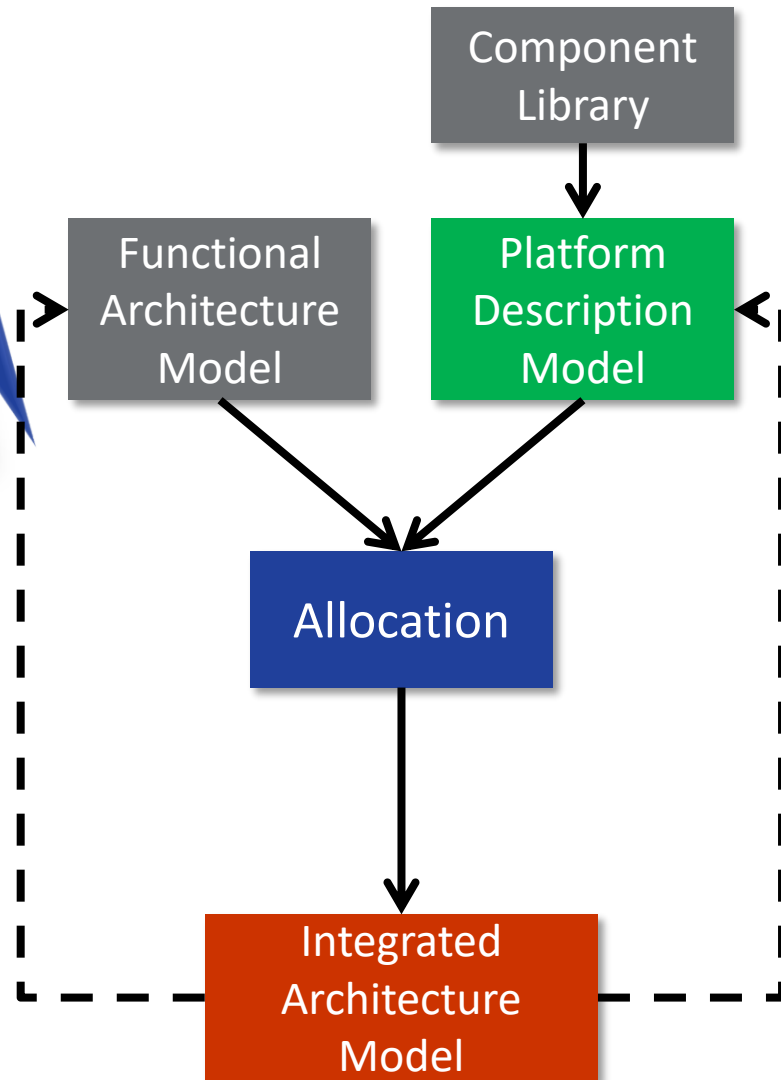 Component
Library
Functional
Architecture
Model
Platform
Description
Model
Allocation
Integrated
Architecture
Model